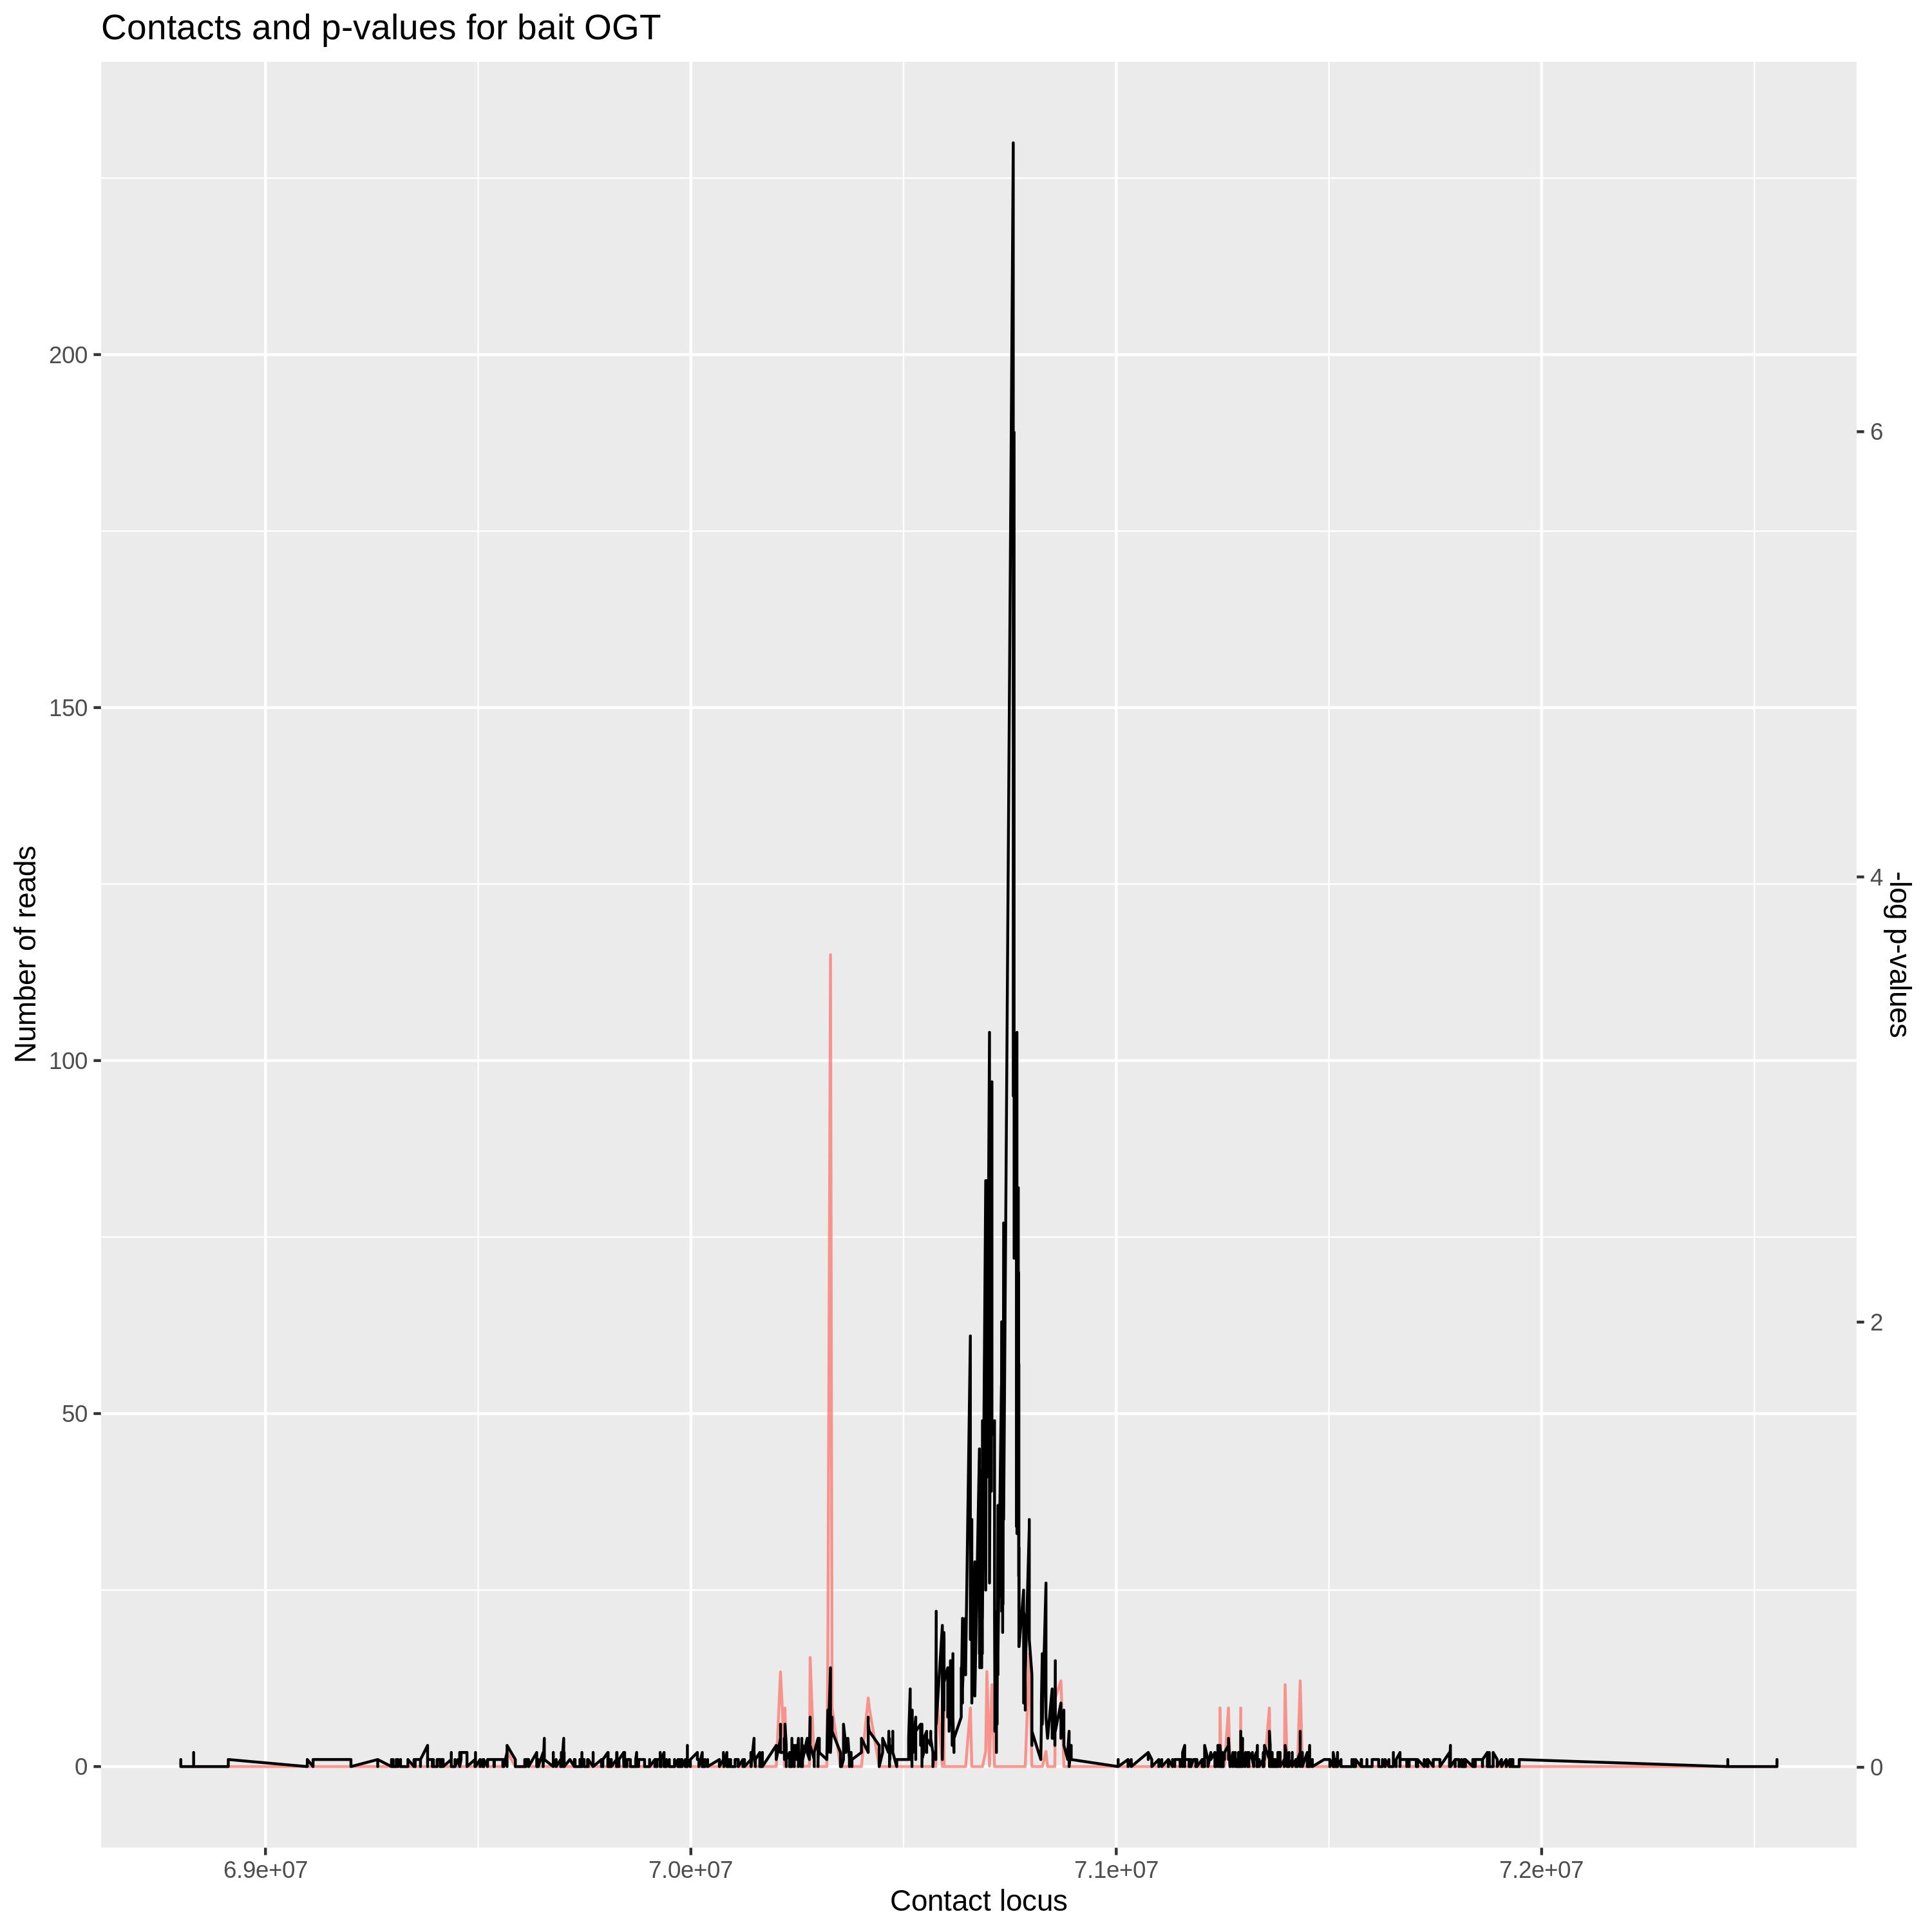 Contacts and p-values for bait OGT
Number of reads
200
150
100
50
0
6
4
2
0
-log p-values
6.9e+07
7.0e+07
7.1e+07
7.2e+07
Contact locus